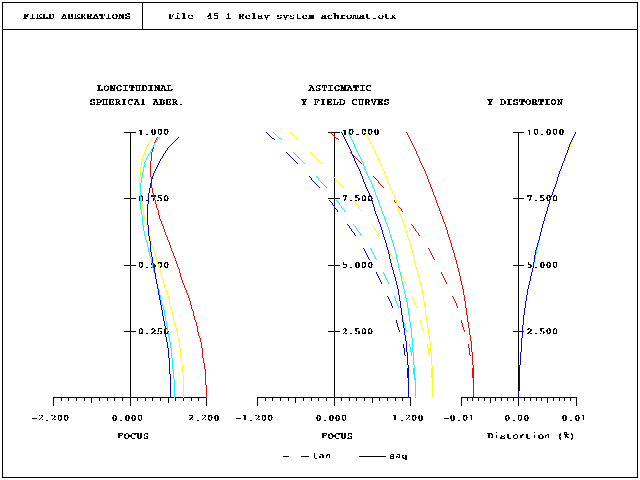 FIELD ABERRATIONS File 45 1 Relay system achromat.otx
LONGITUDINAL
SPHERICAL ABER.
ASTIGMATIC
Y FIELD CURVES
Y DISTORTION
1.000 10.000 10.000
0.750 7.500 7.500
0.500 5.000 5.000
0.250 2.500 2.500
-2.200 0.000 2.200 -1.200 0.000 1.200 -0.01 0.00 0.01
FOCUS FOCUS Distortion (%)
Tan Sag